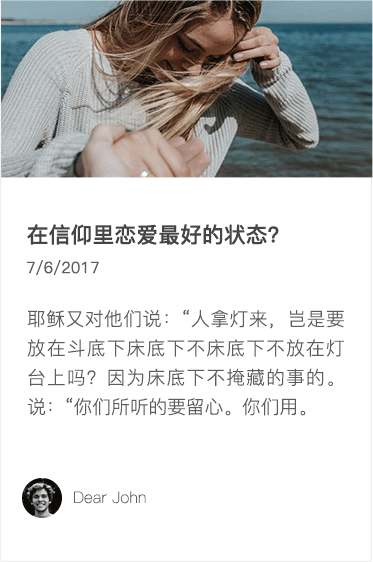 在信仰里恋爱最好的状态？
7/6/2017
耶稣又对他们说：“人拿灯来，岂是要
放在斗底下床底下不床底下不放在灯
台上吗？因为床底下不掩藏的事的。
说：“你们所听的要留心。你们用。
Dear John